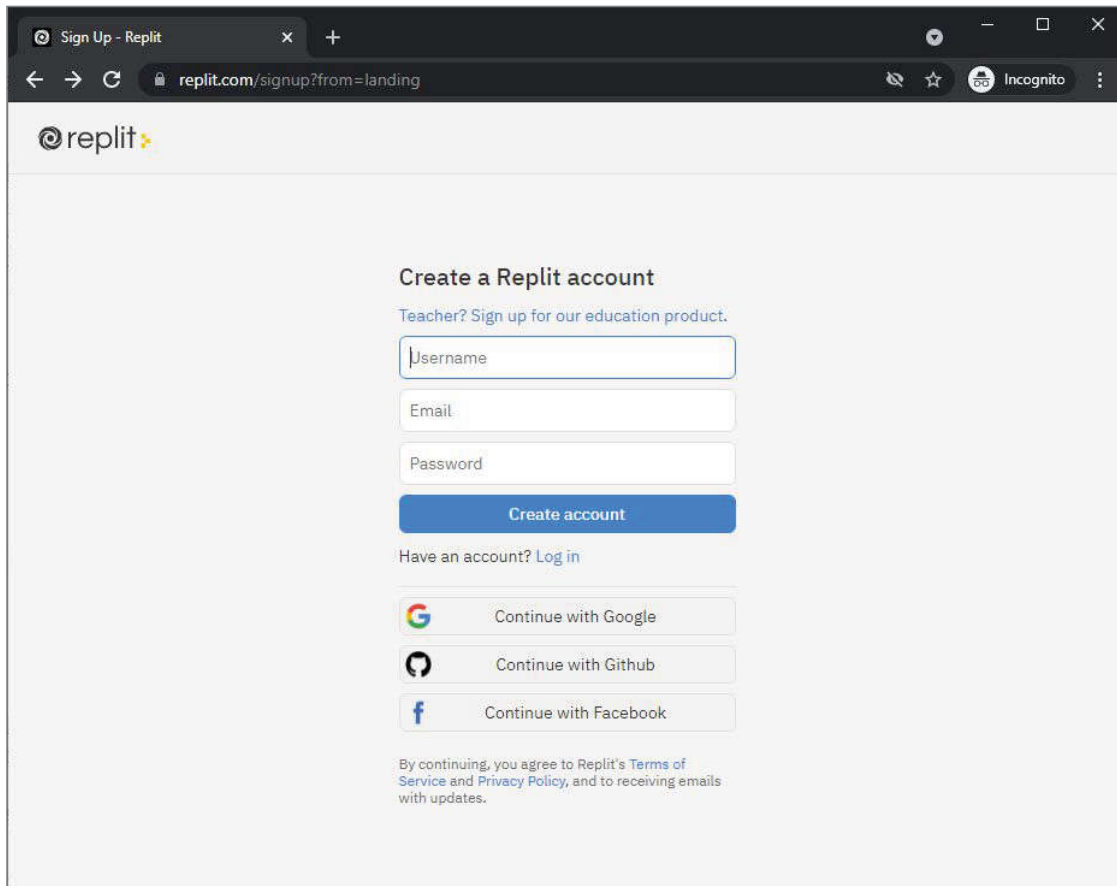 Sign Up - Replit
replit.com/signup?from=landing
Incognito
replit
Create a Replit account
Teacher? Sign up for our education product.
Username
Email
Password
Create account
Have an account? Log in
Continue with Google
Continue with Github
Continue with Facebook
By continuing, you agree to Replit's Terms of
Service and Privacy Policy, and to receiving emails
with updates.